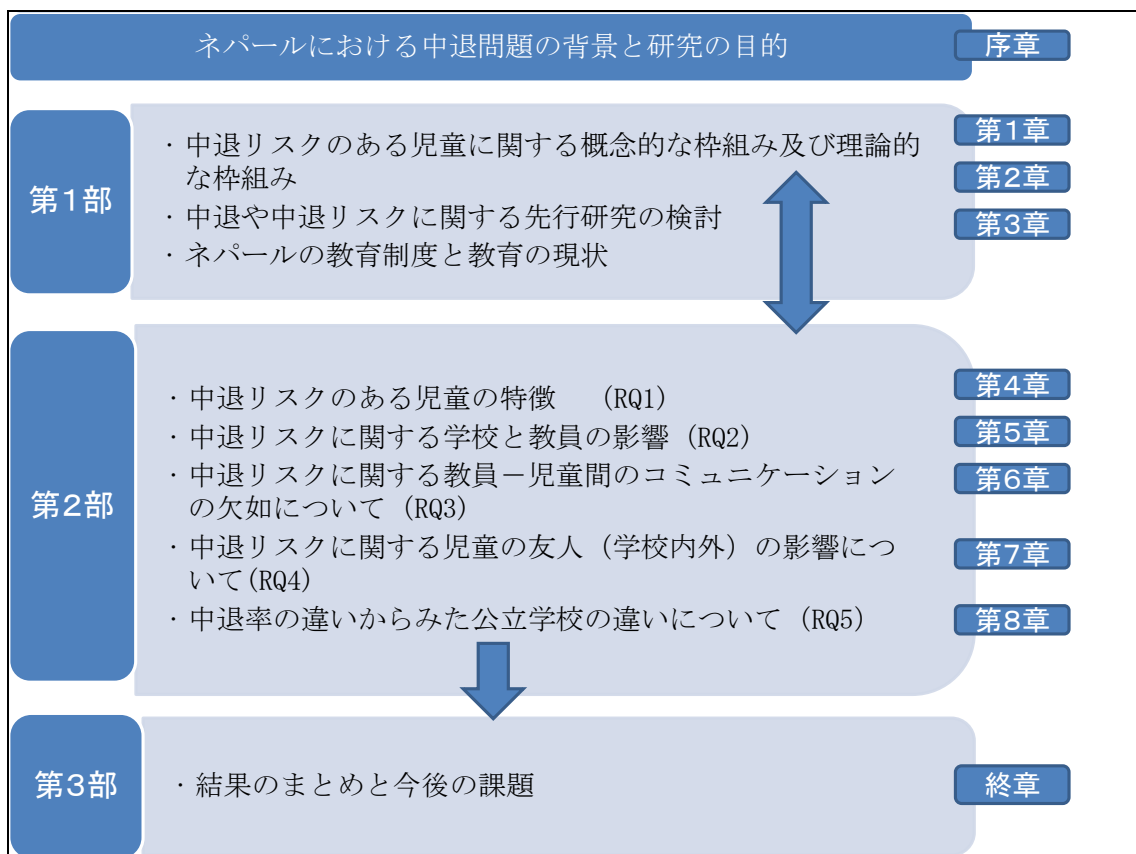 ネパールにおける中退問題の背景と研究の目的
序章
第1部
・中退リスクのある児童に関する概念的な枠組み及び理論的
な枠組み
・中退や中退リスクに関する先行研究の検討
・ネパールの教育制度と教育の現状
第1章
第2章
第3章
第2部
・中退リスクのある児童の特徴 (RQ1)
・中退リスクに関する学校と教員の影響 (RQ2)
・中退リスクに関する教員－児童間のコミュニケーション
の欠如について (RQ3)
・中退リスクに関する児童の友人（学校内外）の影響につ
いて(RQ4)
・中退率の違いからみた公立学校の違いについて (RQ5)
第4章
第5章
第6章
第7章
第8章
第3部
・結果のまとめと今後の課題
終章